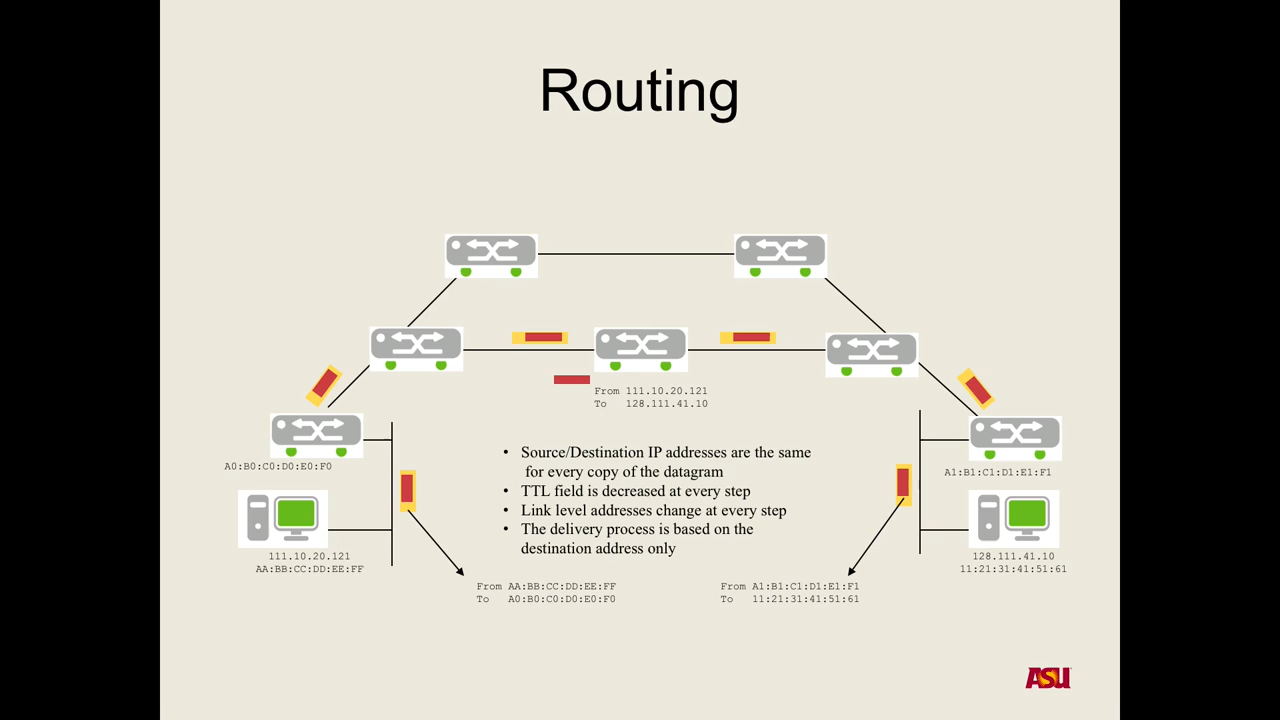 Routing
From 111.10.20.121
To 128.111.41.10
A0:B0:C0:D0:E0:F0
111.10.20.121
AA:BB:CC:DD:EE:FF
• Source/Destination IP addresses are the same
for every copy of the datagram
• TTL field is decreased at every step
• Link level addresses change at every step
• The delivery process is based on the
destination address only
A1:B1:C1:D1:E1:F1
128.111.41.10
11:21:31:41:51:61
From AA:BB:CC:DD:EE:FF
To A0:B0:C0:D0:E0:F0
From A1:B1:C1:D1:E1:F1
To 11:21:31:41:51:61
ASU